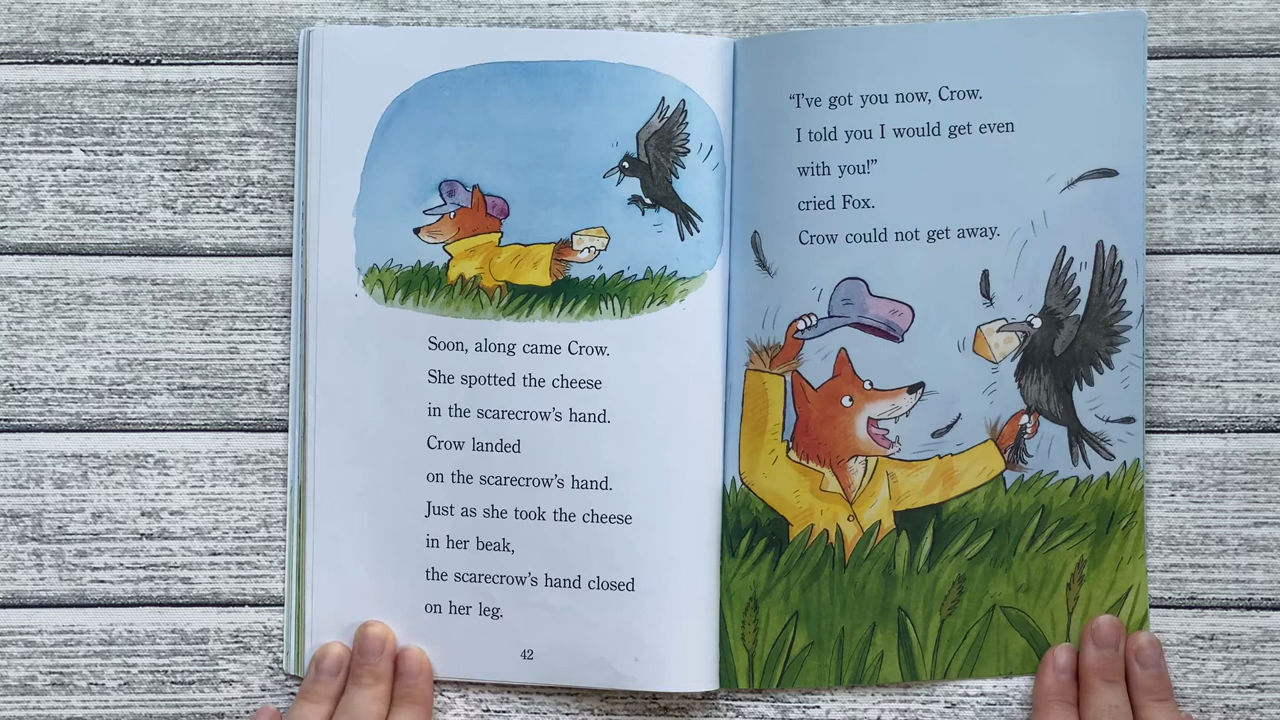 Soon, along came Crow.
She spotted the cheese
in the scarecrow's hand.
Crow landed
on the scarecrow's hand.
Just as she took the cheese
in her beak,
the scarecrow's hand closed
on her leg.
42
“I've got you now, Crow.
I told you I would get even
with you!”
cried Fox.
Crow could not get away.